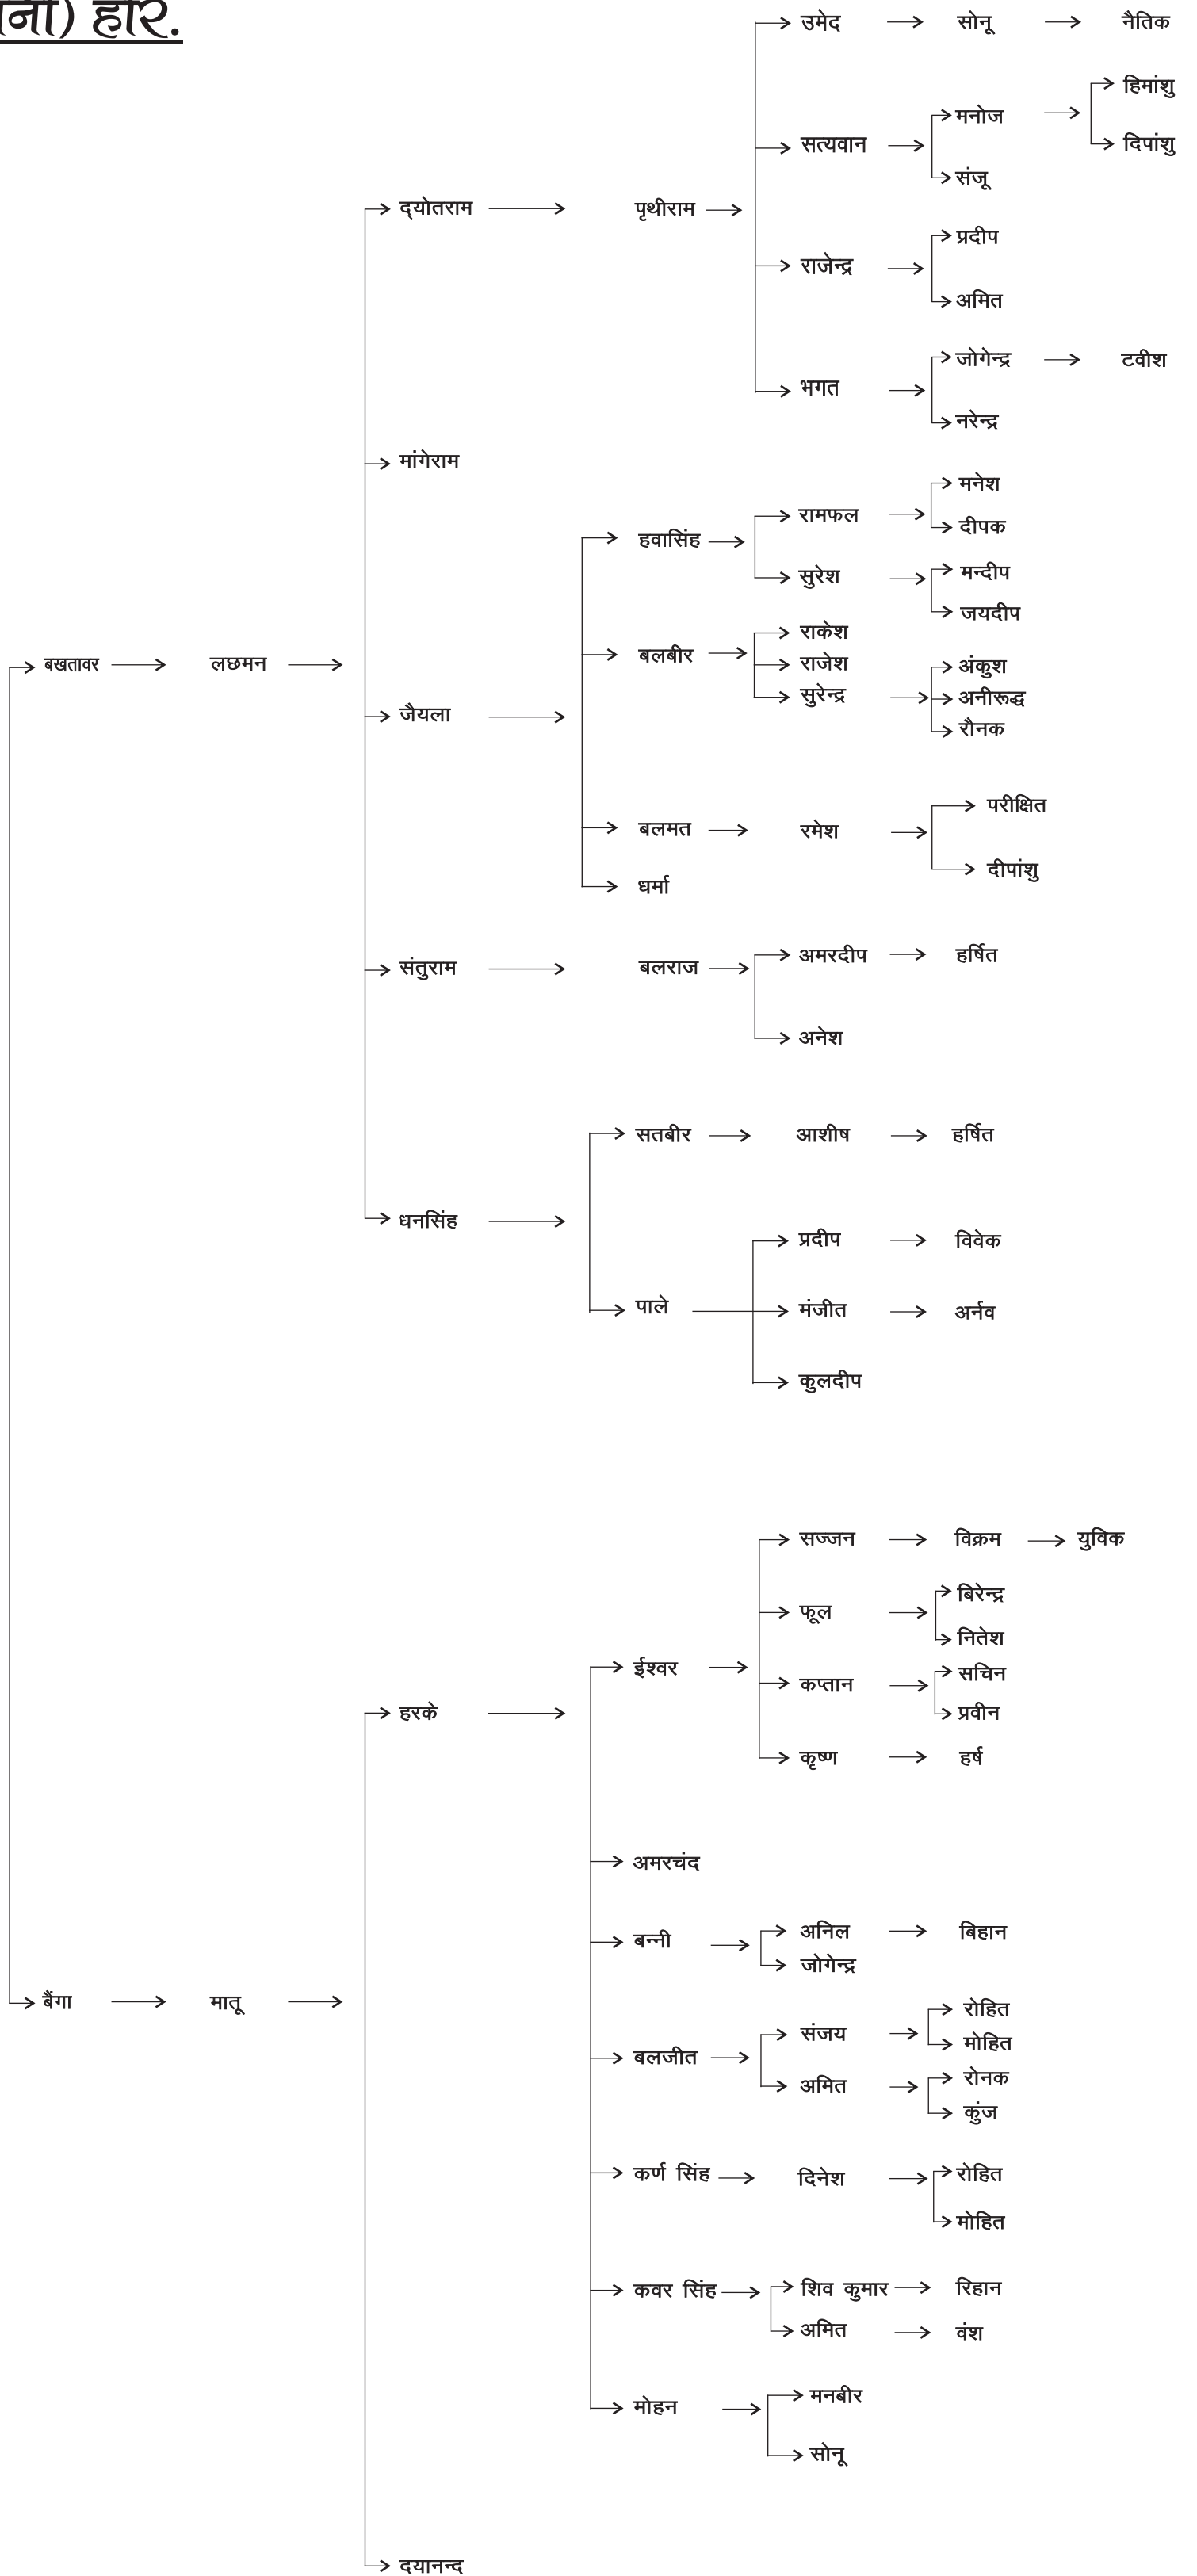 हरि.
उमेद सोनू नैतिक
हिमांशु
मनोज
सत्यवान
दिपांशु
संजू
द्योतराम पृथीराम
प्रदीप
राजेन्द्र
अमित
जोगेन्द्र टवीश
भगत
नरेन्द्र
मांगेराम
मनेश
रामफल
दीपक
हवासिंह
मन्दीप
सुरेश
जयदीप
राकेश
बलबीर
राजेश
बखतावर लछमन
अंकुश
सुरेन्द्र अनीरूद्ध
जैयला
रौनक
परीक्षित
बलमत रमेश
दीपांशु
धर्मा
अमरदीप हर्षित
संतुराम बलराज
अनेश
सतबीर आशीष हर्षित
धनसिंह
प्रदीप विवेक
पाले मंजीत अर्नव
कुलदीप
सज्जन विक्रम युविक
बिरेन्द्र
फूल
नितेश
ईश्वर
सचिन
कप्तान
हरके
प्रवीन
कृष्ण हर्ष
अमरचंद
अनिल बिहान
बन्नी
जोगेन्द्र
बैंगा मातू
रोहित
संजय
मोहित
बलजीत
रोनक
अमित
कुंज
कर्ण सिंह दिनेश रोहित
मोहित
कवर सिंह शिव कुमार रिहान
अमित वंश
मनबीर
मोहन
सोनू
दयानन्द